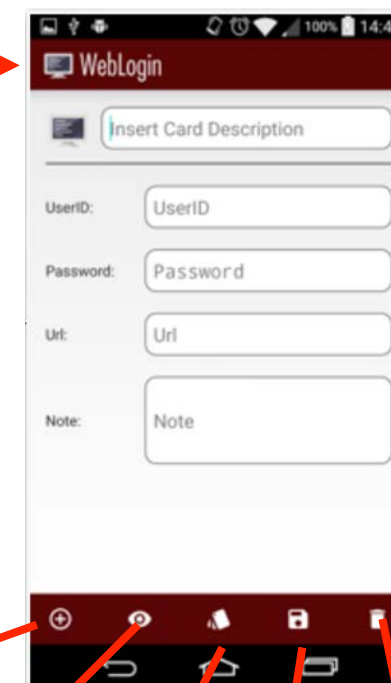 100% 14:4
WebLogin
Insert Card Description
UserID: UserID
Password: Password
Url: Url
Note: Note